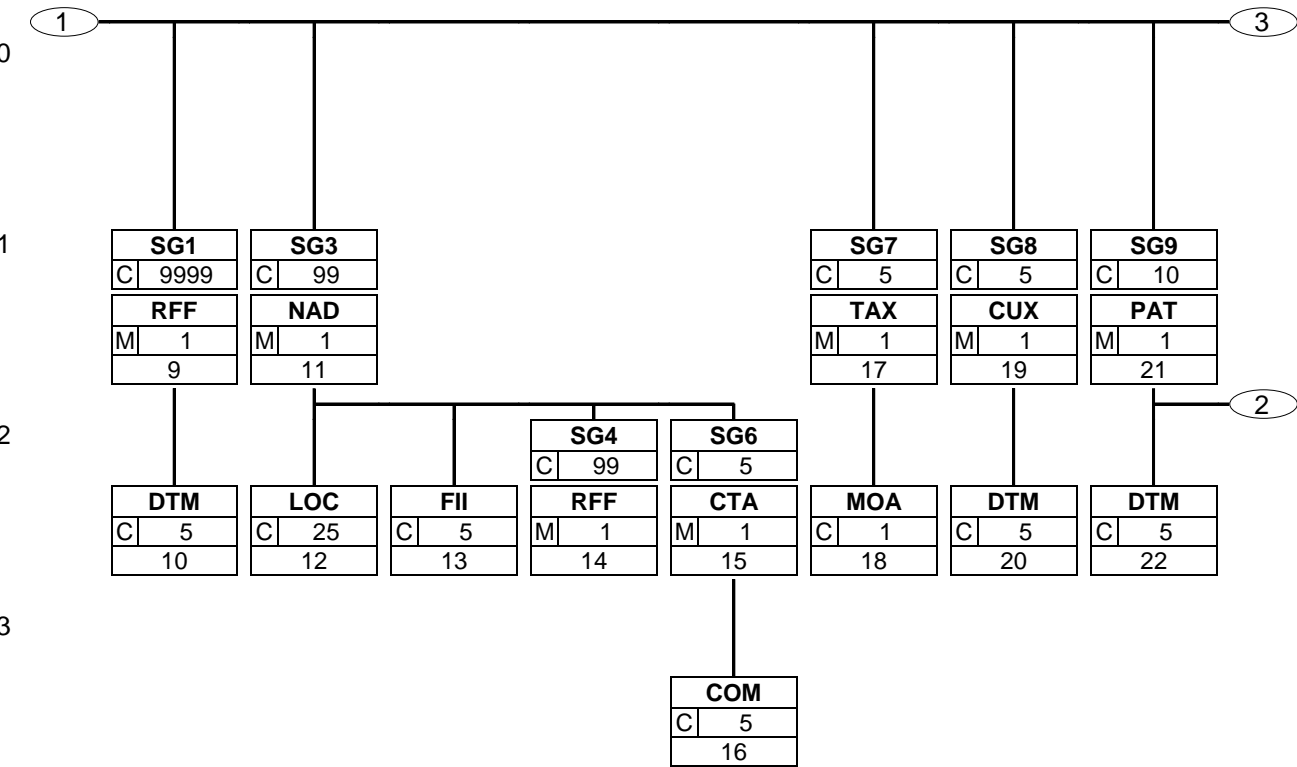 1 3
0
1
SG1 SG3 SG7 SG8 SG9
C 9999 C 99 C 5 C 5 C 10
RFF NAD TAX CUX PAT
M 1 M 1 M 1 M 1 M 1
9 11 17 19 21
2
2
SG4 SG6
C 99 C 5
DTM LOC FII RFF CTA MOA DTM DTM
C 5 C 25 C 5 M 1 M 1 C 1 C 5 C 5
10 12 13 14 15 18 20 22
3
COM
C 5
16